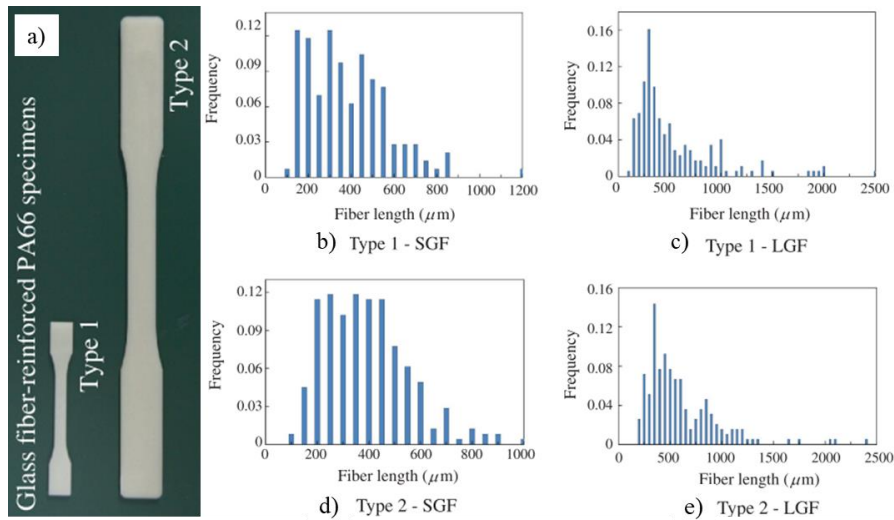 a)
Glass fiber-reinforced PA66 specimens
Type 1
Type 2
0.12
0.09
0.06
0.03
0
Frequency
0 200 400 600 800 1000 1200
Fiber length (μm)
b) Type 1 - SGF
0.16
0.12
0.08
0.04
0
Frequency
0 500 1000 1500 2000 2500
Fiber length (μm)
c) Type 1 - LGF
0.12
0.09
0.06
0.03
0
Frequency
0 200 400 600 800 1000
Fiber length (μm)
d) Type 2 - SGF
0.16
0.12
0.08
0.04
0
Frequency
0 500 1000 1500 2000 2500
Fiber length (μm)
e) Type 2 - LGF